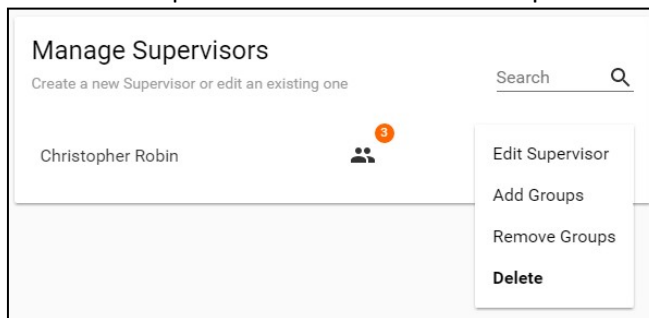 Manage Supervisors
Create a new Supervisor or edit an existing one
Search
Christopher Robin
3
Edit Supervisor
Add Groups
Remove Groups
Delete